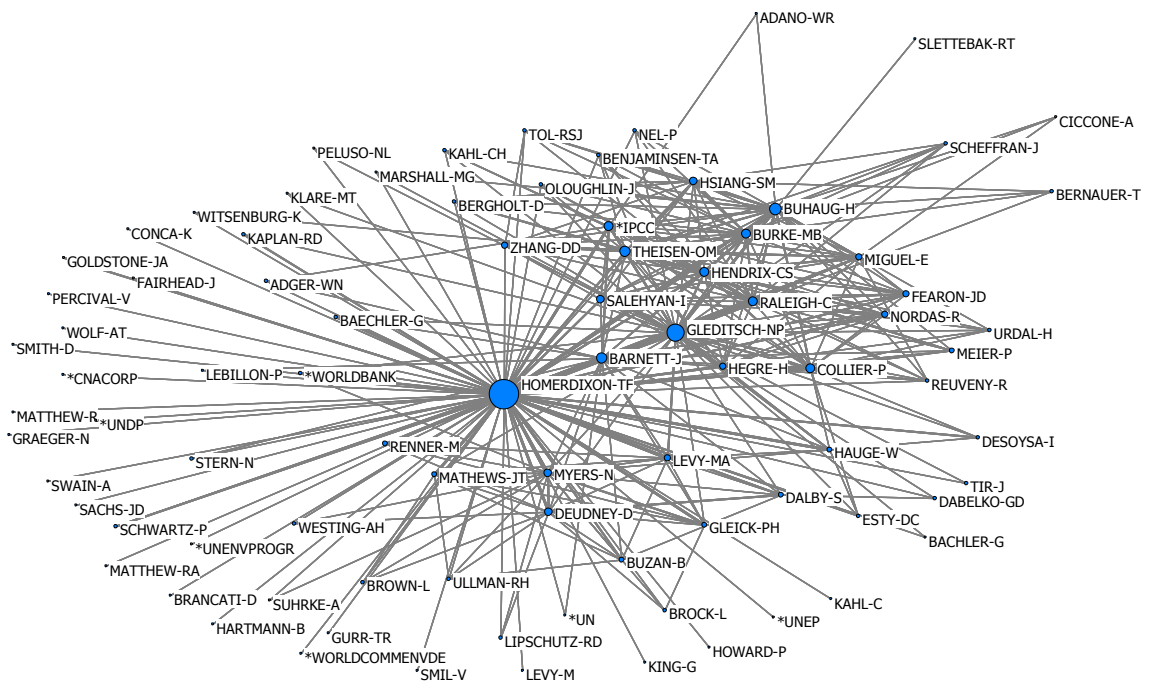 ADANO-WR
SLETTEBAK-RT
CICCONE-A
TOL-RSJ
NEL-P
SCHEFFRAN-J
PELUSO-NL
KAHL-CH
BENJAMINSEN-TA
MARSHALL-MG
OLOUGHLIN-J
HSIANG-SM
KLARE-MT
BERGHOLT-D
BUHAUG-H
BERNAUER-T
WITSENBURG-K
*IPCC
BURKE-MB
CONCA-K
KAPLAN-RD
ZHANG-DD
THEISEN-OM
MIGUEL-E
GOLDSTONE-JA
HENDRIX-CS
FAIRHEAD-J
ADGER-WN
PERCIVAL-V
SALEHYAN-I
RALEIGH-C
FEARON-JD
BAECHLER-G
GLEDITSCH-NP
NORDAS-R
WOLF-AT
URDAL-H
SMITH-D
BARNETT-J
MEIER-P
*CNACORP
LEBILLON-P
*WORLDBANK
HOMERDIXON-TF
HEGRE-H
COLLIER-P
REUVENY-R
MATTHEW-R
*UNDP
GRAEGER-N
RENNER-M
DESOYSA-I
STERN-N
MATHEWS-JT
MYERS-N
LEVY-MA
HAUGE-W
SWAIN-A
TIR-J
SACHS-JD
DEUDNEY-D
DALBY-S
DABELKO-GD
SCHWARTZ-P
WESTING-AH
GLEICK-PH
ESTY-DC
*UNENVPROGR
BACHLER-G
MATTHEW-RA
BUZAN-B
BROWN-L
ULLMAN-RH
BRANCATI-D
SUHRKE-A
KAHL-C
HARTMANN-B
*UN
BROCK-L
*UNEP
GURR-TR
LIPSCHUTZ-RD
*WORLDCOMMENVDE
HOWARD-P
SMIL-V
LEVY-M
KING-G